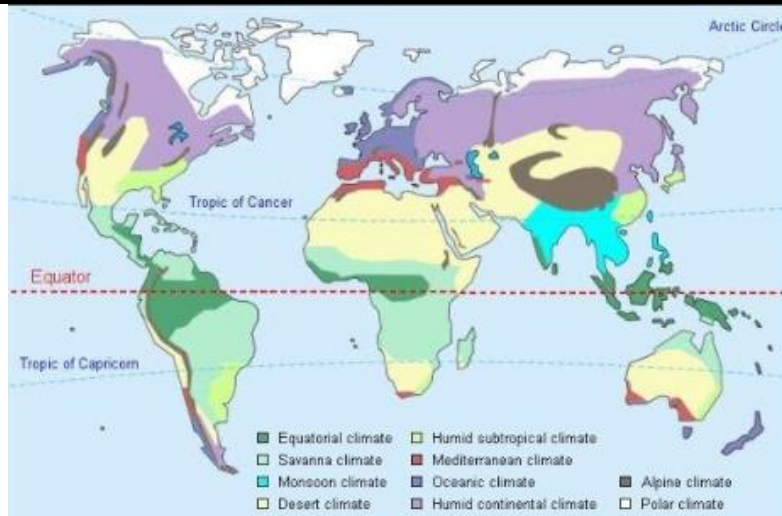 Arctic Circle
Tropic of Cancer
Equator
Tropic of Capricorn
Equatorial climate
Savanna climate
Monsoon climate
Desert climate
Humid subtropical climate
Mediterranean climate
Oceanic climate
Humid continental climate
Alpine climate
Polar climate